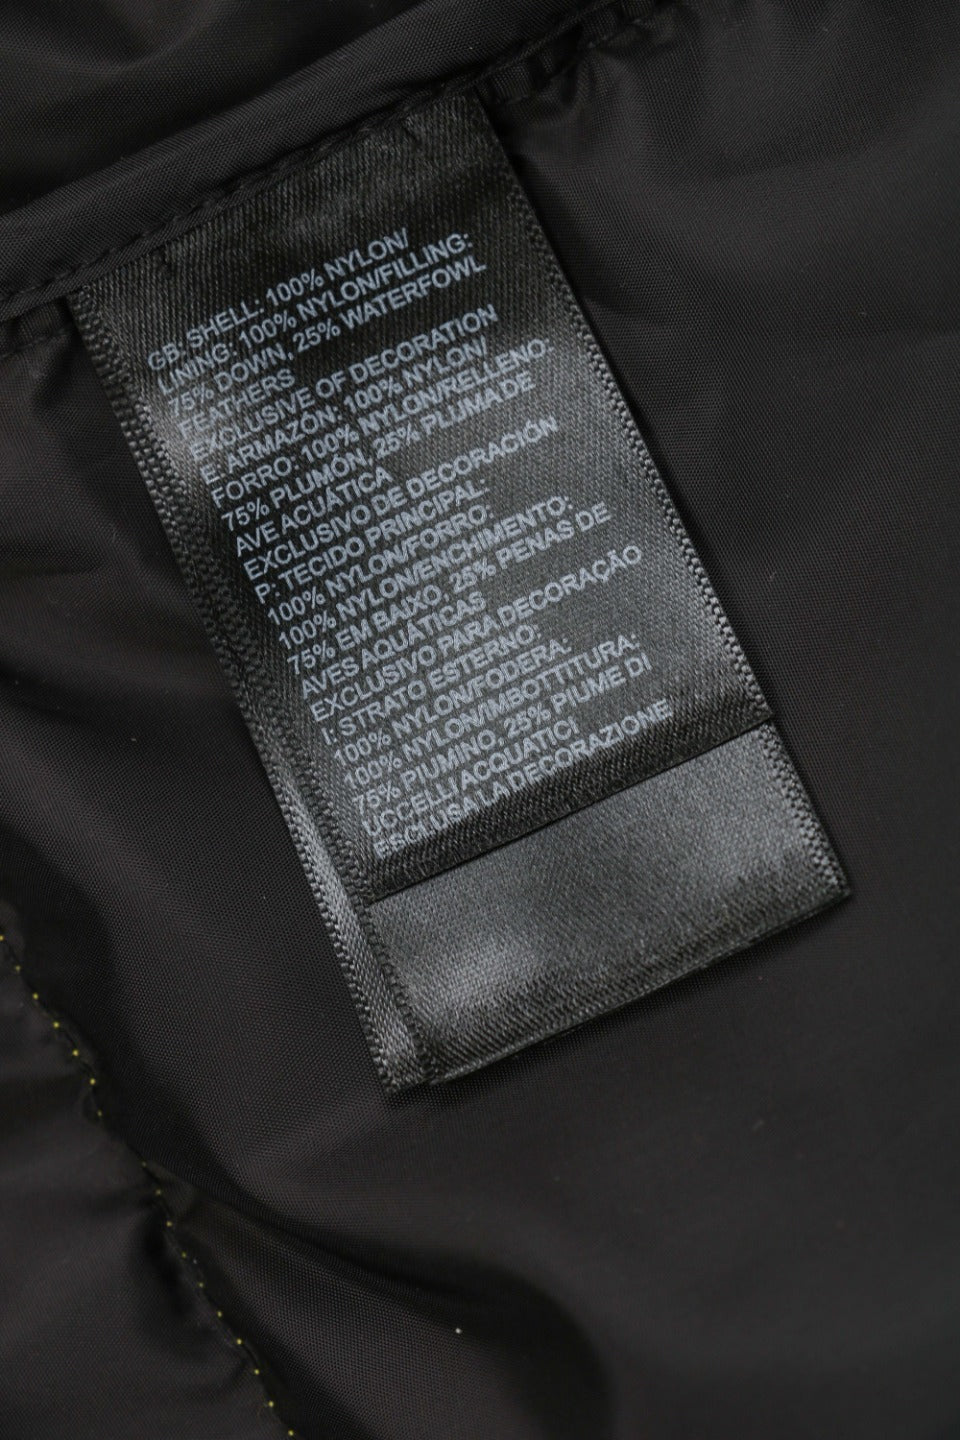 GB: SHELL: 100% NYLON/
LINING: 100% NYLON/FILLING:
75% DOWN, 25% WATERFOWL
FEATHERS
EXCLUSIVE OF DECORATION
E: ARMAZÓN: 100% NYLON/
FORRO: 100% NYLON/RELLENO:
75% PLUMÓN, 25% PLUMA DE
AVE ACUÁTICA
EXCLUSIVO DE DECORACIÓN
P: TECIDO PRINCIPAL:
100% NYLON/FORRO:
100% NYLON/ENCHIMENTO:
75% EM BAIXO, 25% PENAS DE
AVES AQUÁTICAS
EXCLUSIVO PARA DECORAÇÃO
I: STRATO ESTERNO:
100% NYLON/FODERA:
100% NYLON/IMBOTTITURA:
75% PIUMINO, 25% PIUME DI
UCCELLI ACQUATICI
ESCLUSA LA DECORAZIONE